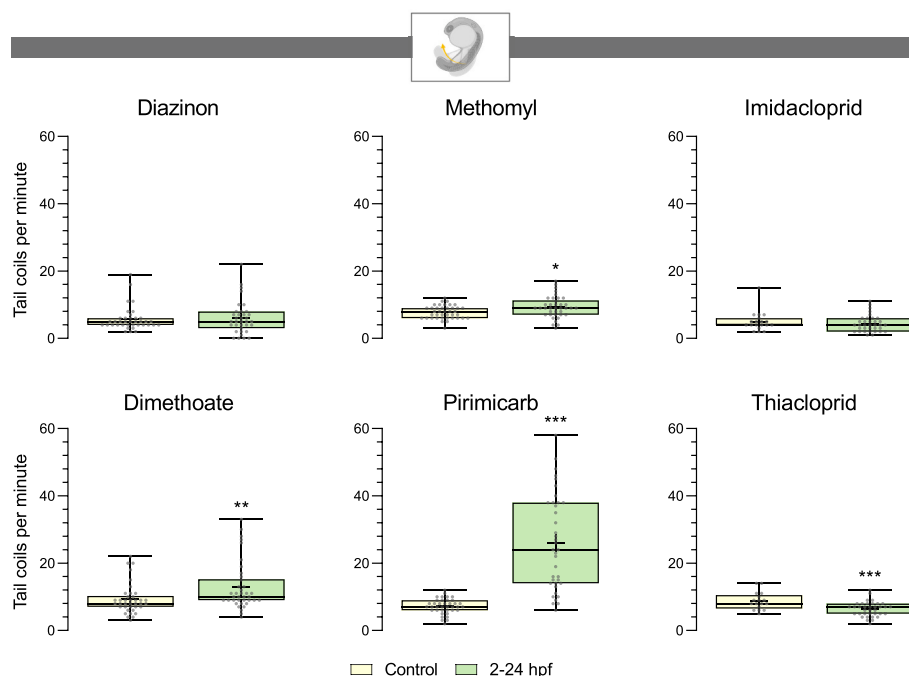 Diazinon
Methomyl
Imidacloprid
Tail coils per minute
60
40
20
0
60
40
20
0
*
60
40
20
0
Dimethoate
Pirimicarb
Thiacloprid
Tail coils per minute
60
40
20
0
**
60
40
20
0
***
60
40
20
0
***
Control
2-24 hpf